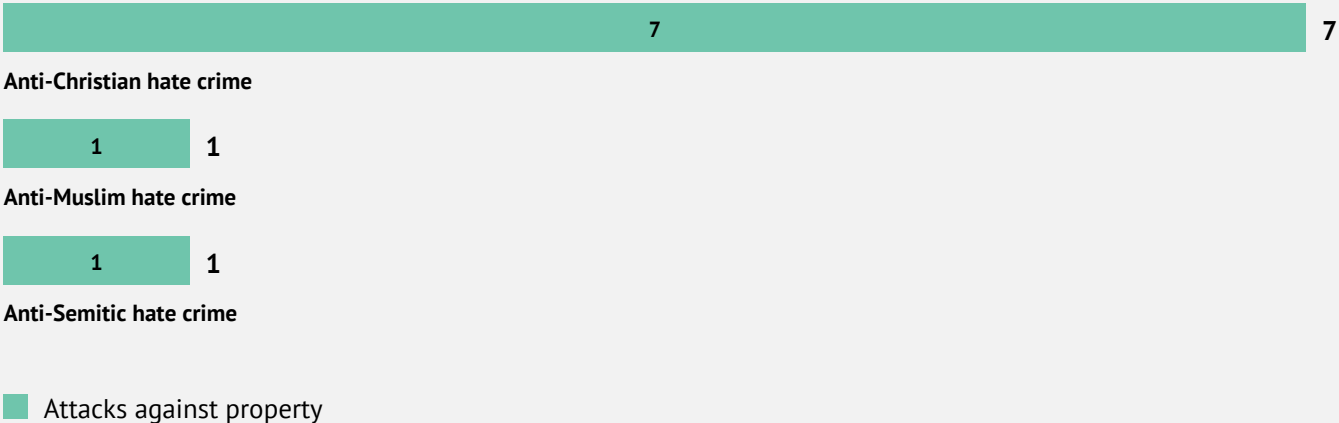 7 7
Anti-Christian hate crime
1 1
Anti-Muslim hate crime
1 1
Anti-Semitic hate crime
Attacks against property